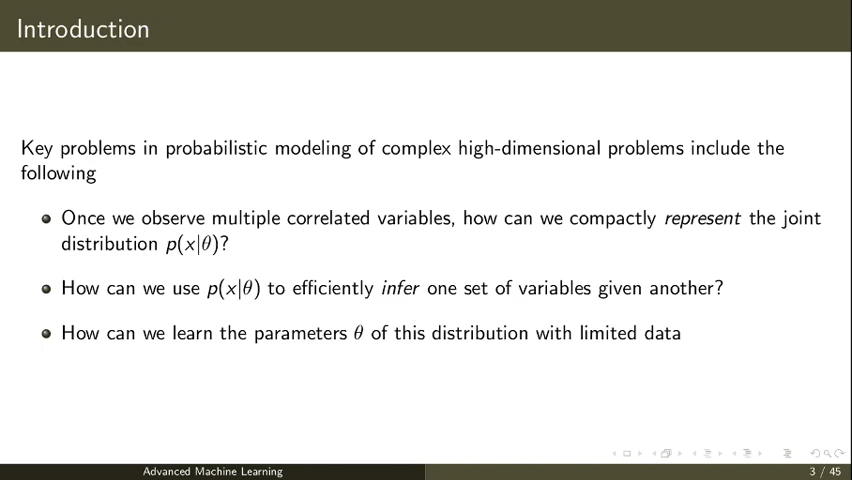 Introduction
Key problems in probabilistic modeling of complex high-dimensional problems include the
following
Once we observe multiple correlated variables, how can we compactly represent the joint
distribution p(x|θ)?
How can we use p(x|θ) to efficiently infer one set of variables given another?
How can we learn the parameters θ of this distribution with limited data
Advanced Machine Learning
3 / 45